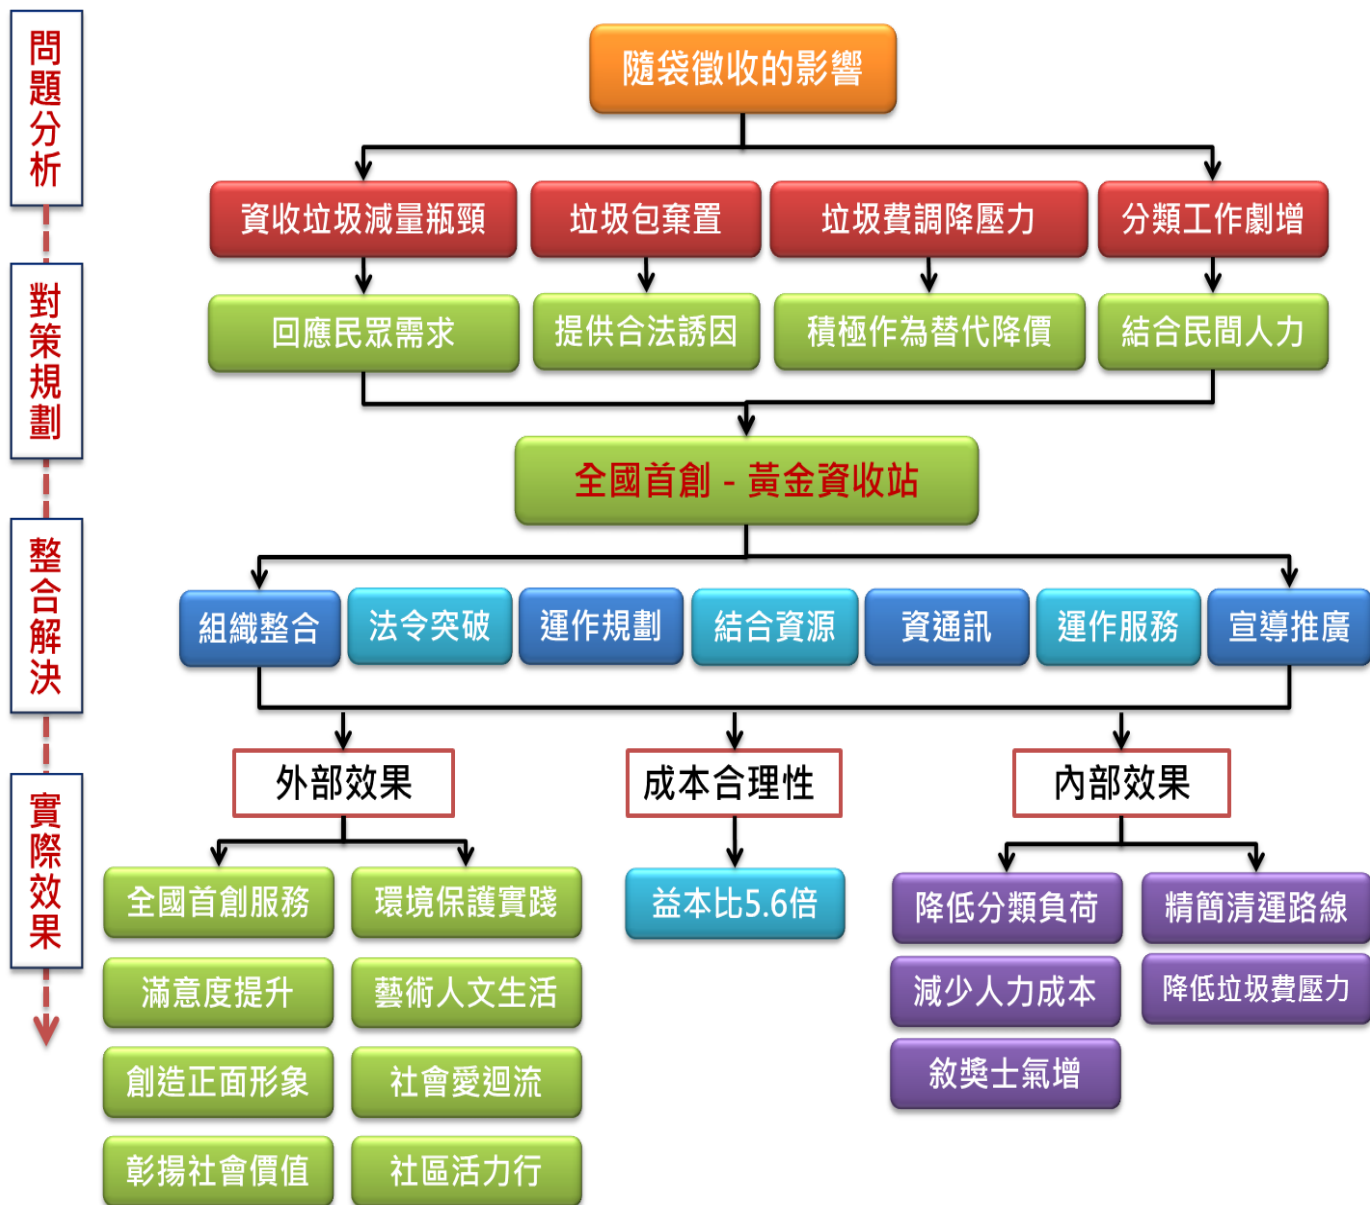 問題分析
隨袋徵收的影響
資收垃圾減量瓶頸
垃圾包棄置
垃圾費調降壓力
分類工作劇增
對策規劃
回應民眾需求
提供合法誘因
積極作為替代降價
結合民間人力
全國首創－黃金資收站
整合解決
組織整合
法令突破
運作規劃
結合資源
資通訊
運作服務
宣導推廣
實際效果
外部效果
成本合理性
內部效果
全國首創服務
環境保護實踐
益本比5.6倍
降低分類負荷
精簡清運路線
滿意度提升
藝術人文生活
減少人力成本
降低垃圾費壓力
創造正面形象
社會愛迴流
敘獎士氣增
彰揚社會價值
社區活力行